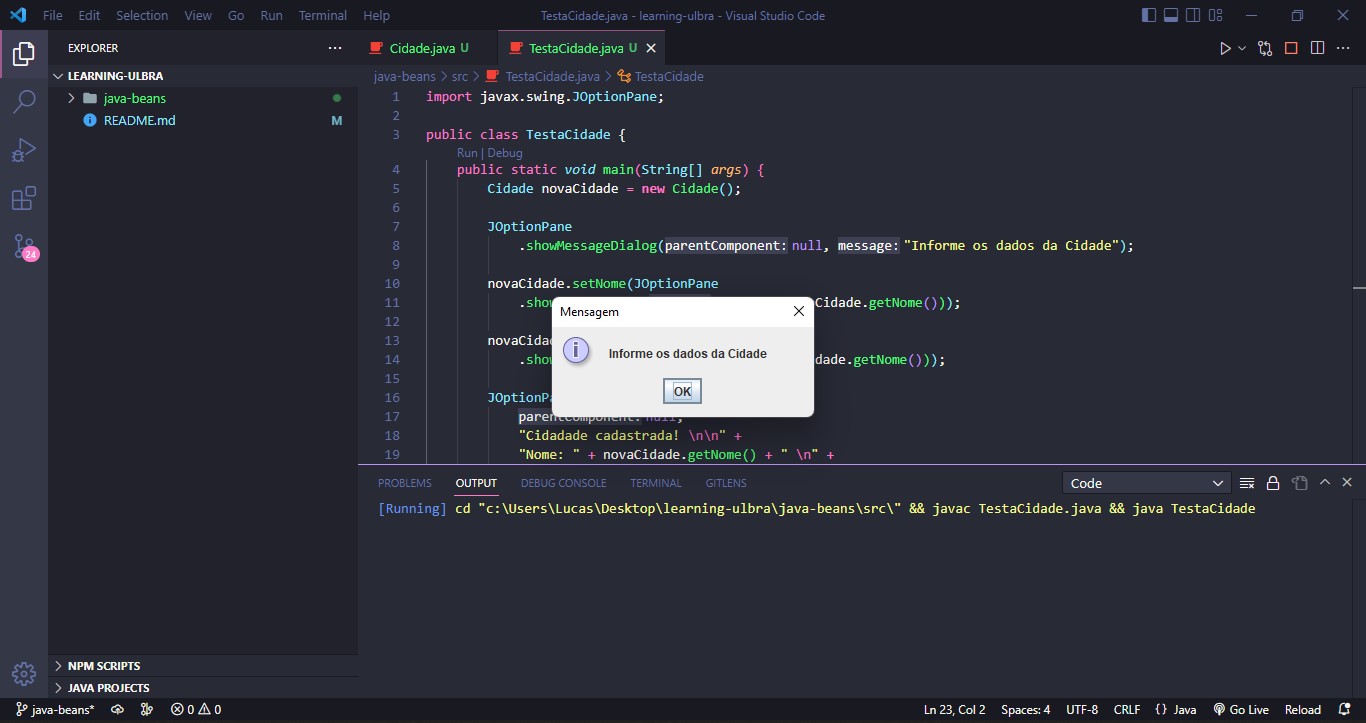 File Edit Selection View Go Run Terminal Help TestaCidade.java - learning-ulbra - Visual Studio Code
EXPLORER
LEARNING-ULBRA
java-beans
README.md M
24
NPM SCRIPTS
JAVA PROJECTS
Cidade.java U TestaCidade.java U
java-beans > src > TestaCidade.java > TestaCidade
1 import javax.swing.JOptionPane;
2
3 public class TestaCidade {
Run | Debug
4 public static void main(String[] args) {
5 Cidade novaCidade = new Cidade();
6
7 JOptionPane
8 .showMessageDialog(parentComponent: null, message: "Informe os dados da Cidade");
9
10 novaCidade.setNome(JOptionPane
11 .show Cidade.getNome()));
12
13 novaCidad
14 .show dade.getNome()));
15
16 JOptionPa
17 parentComponent: null,
18 "Cidadade cadastrada! \n\n" +
19 "Nome: " + novaCidade.getNome() + " \n" +
Mensagem
Informe os dados da Cidade
OK
PROBLEMS OUTPUT DEBUG CONSOLE TERMINAL GITLENS Code
[Running] cd "c:\Users\Lucas\Desktop\learning-ulbra\java-beans\src\" && javac TestaCidade.java && java TestaCidade
java-beans* 0 0 Ln 23, Col 2 Spaces: 4 UTF-8 CRLF {} Java Go Live Reload